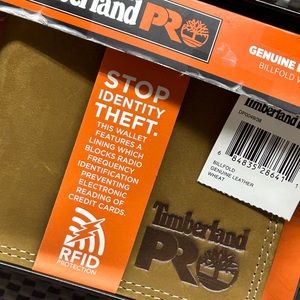 Timberland PRO
GENUINE
BILLFOLD
STOP
IDENTITY
THEFT.
THIS WALLET
FEATURES A
LINING WHICH
BLOCKS RADIO
FREQUENCY
IDENTIFICATION
PREVENTING
ELECTRONIC
READING OF
CREDIT CARDS.
RFID
PROTECTION
Timberland
BILLFOLD
GENUINE LEATHER
WHEAT
Timberland
PRO